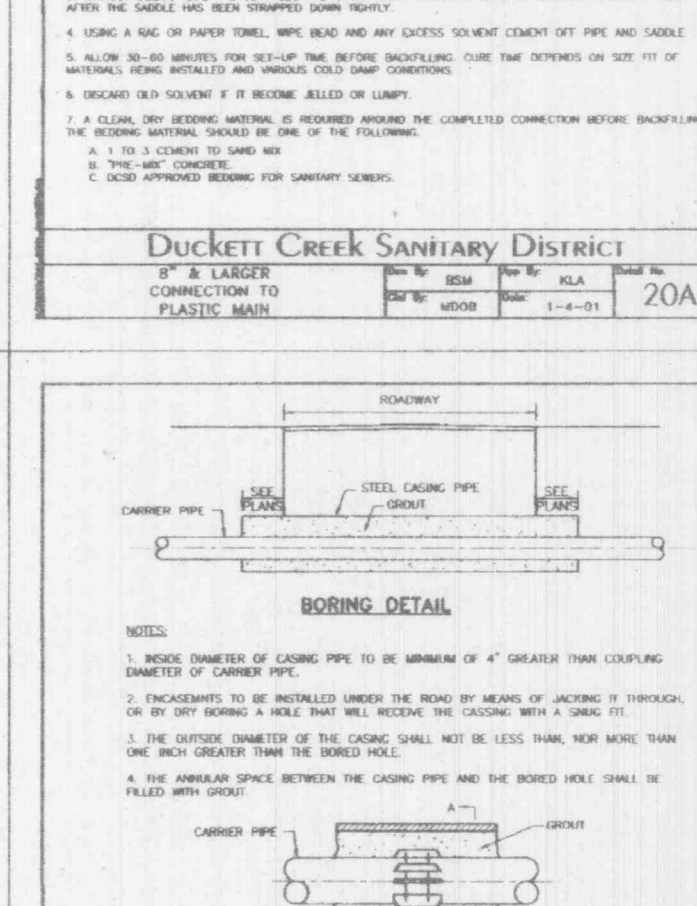 AFTER THE SADDLE HAS BEEN STRAPPED DOWN TIGHTLY.
4. USING A RAG OR PAPER TOWEL, WIPE BEAD AND ANY EXCESS SOLVENT CEMENT OFF PIPE AND SADDLE
5. ALLOW 30-60 MINUTES FOR SET-UP TIME BEFORE BACKFILLING. CURE TIME DEPENDS ON SIZE FIT OF
MATERIALS BEING INSTALLED AND VARIOUS COLD DAMP CONDITIONS
6. DISCARD OLD SOLVENT IF IT BECOME JELLED OR LUMPY.
7. A CLEAN, DRY BEDDING MATERIAL IS REQUIRED AROUND THE COMPLETED CONNECTION BEFORE BACKFILLING
THE BEDDING MATERIAL SHOULD BE ONE OF THE FOLLOWING.
A. 1 TO 3 CEMENT TO SAND MIX
B. "PRE-MIX" CONCRETE.
C. DCSD APPROVED BEDDING FOR SANITARY SEWERS.
DUCKETT CREEK SANITARY DISTRICT
8" & LARGER
CONNECTION TO
PLASTIC MAIN
Dwn By: BSM
App By: KLA
Detail No.
20A
Ckd By: WDOB
Date: 1-4-01
ROADWAY
SEE
PLANS
STEEL CASING PIPE
SEE
PLANS
GROUT
CARRIER PIPE
BORING DETAIL
NOTES:
1. INSIDE DIAMETER OF CASING PIPE TO BE MINIMUM OF 4" GREATER THAN COUPLING
DIAMETER OF CARRIER PIPE.
2. ENCASEMNTS TO BE INSTALLED UNDER THE ROAD BY MEANS OF JACKING IT THROUGH,
OR BY DRY BORING A HOLE THAT WILL RECEIVE THE CASSING WITH A SNUG FIT.
3. THE OUTSIDE DIAMETER OF THE CASING SHALL NOT BE LESS THAN, NOR MORE THAN
ONE INCH GREATER THAN THE BORED HOLE.
4. THE ANNULAR SPACE BETWEEN THE CASING PIPE AND THE BORED HOLE SHALL BE
FILLED WITH GROUT
A
CARRIER PIPE
GROUT